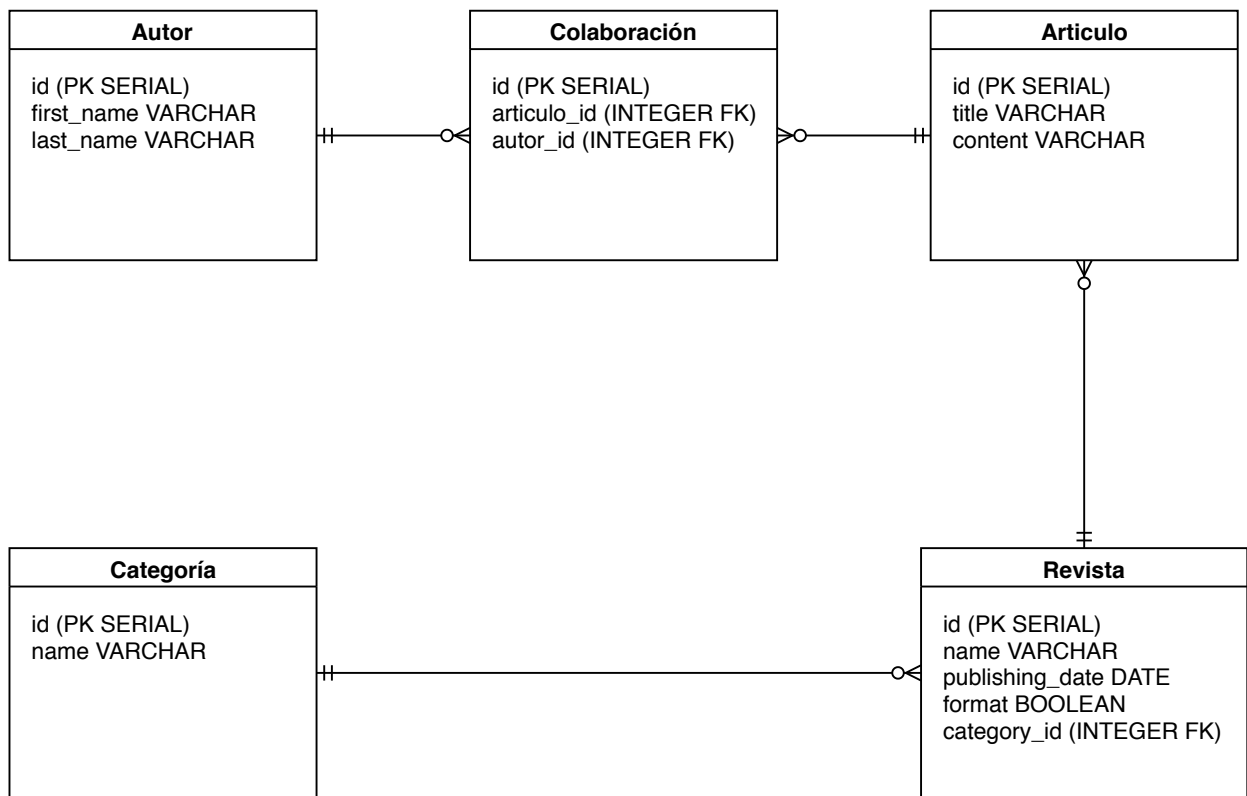 Autor
id (PK SERIAL)
first_name VARCHAR
last_name VARCHAR
Colaboración
id (PK SERIAL)
articulo_id (INTEGER FK)
autor_id (INTEGER FK)
Articulo
id (PK SERIAL)
title VARCHAR
content VARCHAR
Categoría
id (PK SERIAL)
name VARCHAR
Revista
id (PK SERIAL)
name VARCHAR
publishing_date DATE
format BOOLEAN
category_id (INTEGER FK)